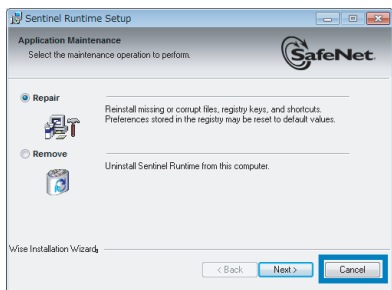 Sentinel Runtime Setup
Application Maintenance
Select the maintenance operation to perform.
SafeNet.
Repair
Reinstall missing or corrupt files, registry keys, and shortcuts.
Preferences stored in the registry may be reset to default values.
Remove
Uninstall Sentinel Runtime from this computer.
Wise Installation Wizard
< Back
Next >
Cancel